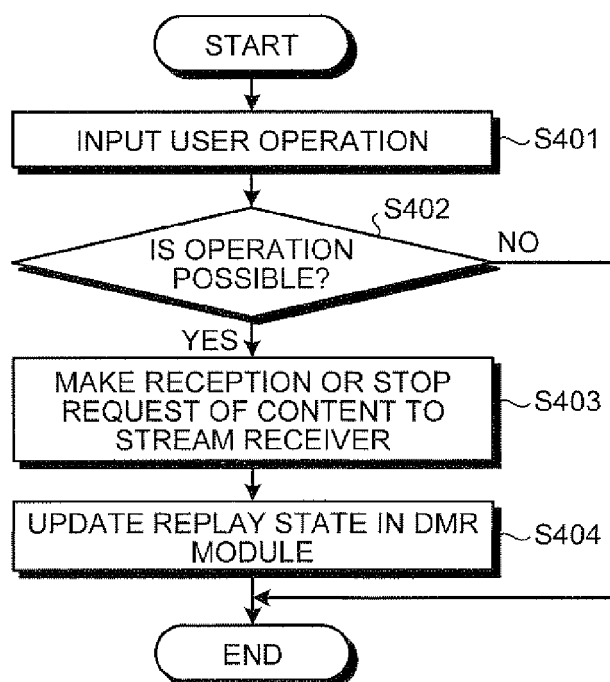 START
INPUT USER OPERATION
S401
S402
IS OPERATION
POSSIBLE?
NO
YES
MAKE RECEPTION OR STOP
REQUEST OF CONTENT TO
STREAM RECEIVER
S403
UPDATE REPLAY STATE IN DMR
MODULE
S404
END